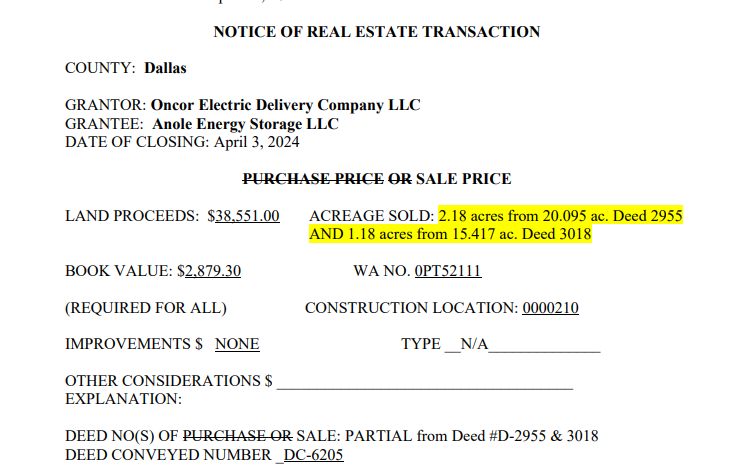 NOTICE OF REAL ESTATE TRANSACTION
COUNTY: Dallas
GRANTOR: Oncor Electric Delivery Company LLC
GRANTEE: Anole Energy Storage LLC
DATE OF CLOSING: April 3, 2024
PURCHASE PRICE OR SALE PRICE
LAND PROCEEDS: $38,551.00 ACREAGE SOLD: 2.18 acres from 20.095 ac. Deed 2955
AND 1.18 acres from 15.417 ac. Deed 3018
BOOK VALUE: $2,879.30 WA NO. 0PT52111
(REQUIRED FOR ALL) CONSTRUCTION LOCATION: 0000210
IMPROVEMENTS $ NONE TYPE __N/A______________
OTHER CONSIDERATIONS $ ______________________________________
EXPLANATION:
DEED NO(S) OF PURCHASE OR SALE: PARTIAL from Deed #D-2955 & 3018
DEED CONVEYED NUMBER _DC-6205